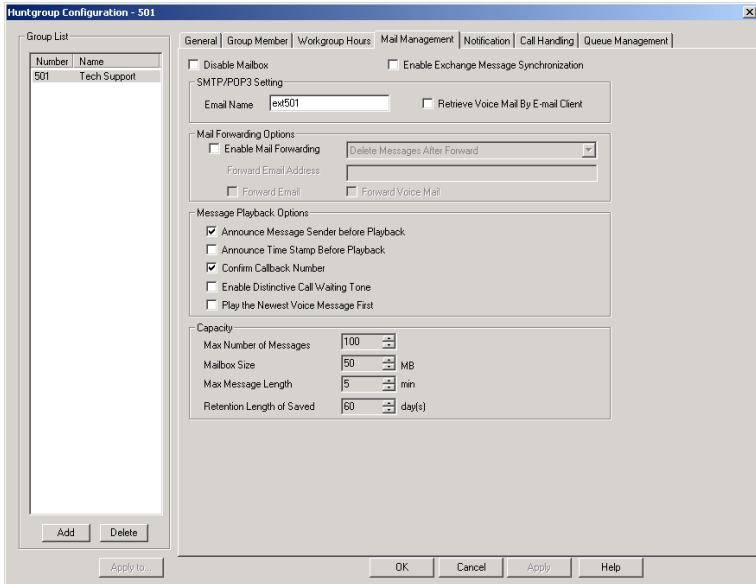 Huntgroup Configuration - 501
Group List
Number Name
501 Tech Support
Add Delete
Apply to...
General Group Member Workgroup Hours Mail Management Notification Call Handling Queue Management
Disable Mailbox Enable Exchange Message Synchronization
SMTP/POP3 Setting
Email Name ext501 Retrieve Voice Mail By E-mail Client
Mail Forwarding Options
Enable Mail Forwarding Delete Messages After Forward
Forward Email Address
Forward Email Forward Voice Mail
Message Playback Options
Announce Message Sender before Playback
Announce Time Stamp Before Playback
Confirm Callback Number
Enable Distinctive Call Waiting Tone
Play the Newest Voice Message First
Capacity
Max Number of Messages 100
Mailbox Size 50 MB
Max Message Length 5 min
Retention Length of Saved 60 day(s)
OK Cancel Apply Help